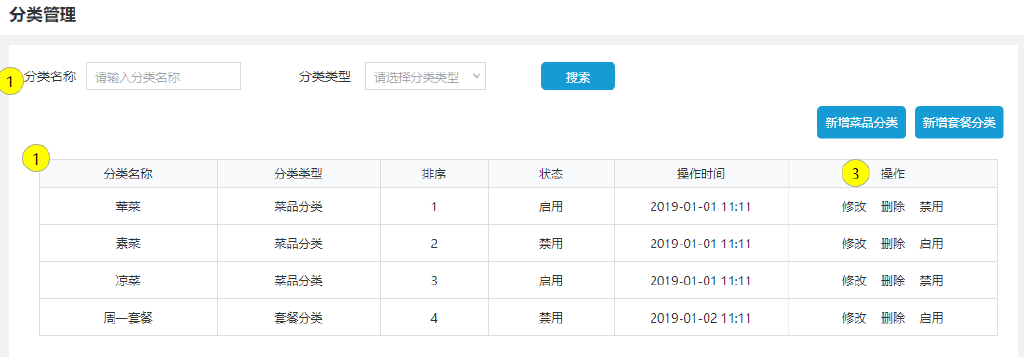 分类管理
1 分类名称 请输入分类名称 分类类型 请选择分类类型 搜索
新增菜品分类 新增套餐分类
1
分类名称 分类类型 排序 状态 操作时间 3 操作
荤菜 菜品分类 1 启用 2019-01-01 11:11 修改 删除 禁用
素菜 菜品分类 2 禁用 2019-01-01 11:11 修改 删除 启用
凉菜 菜品分类 3 启用 2019-01-01 11:11 修改 删除 禁用
周一套餐 套餐分类 4 禁用 2019-01-02 11:11 修改 删除 启用